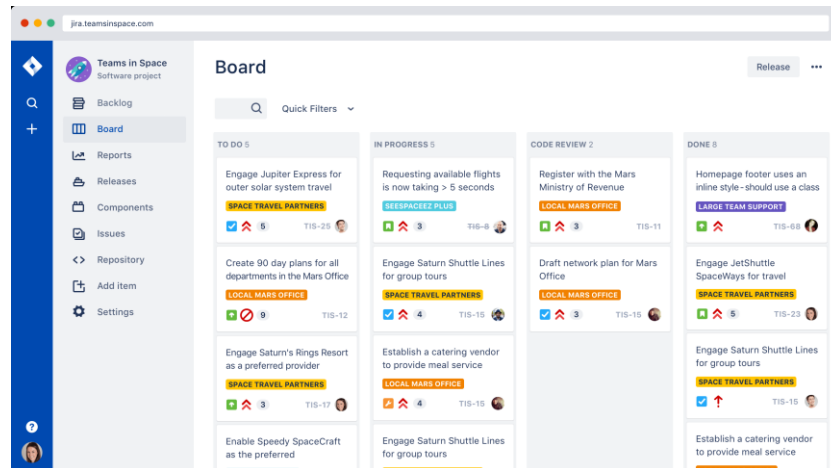 jira.teamsinspace.com
Teams in Space
Software project
Backlog
Board
Reports
Releases
Components
Issues
Repository
Add item
Settings
Board
Release
Quick Filters
TO DO 5
Engage Jupiter Express for
outer solar system travel
SPACE TRAVEL PARTNERS
5
TIS-25
Create 90 day plans for all
departments in the Mars Office
LOCAL MARS OFFICE
9
TIS-12
Engage Saturn's Rings Resort
as a preferred provider
SPACE TRAVEL PARTNERS
3
TIS-17
Enable Speedy SpaceCraft
as the preferred
IN PROGRESS 5
Requesting available flights
is now taking > 5 seconds
SEESPACEEZ PLUS
3
TIS-8
Engage Saturn Shuttle Lines
for group tours
SPACE TRAVEL PARTNERS
4
TIS-15
Establish a catering vendor
to provide meal service
LOCAL MARS OFFICE
4
TIS-15
Engage Saturn Shuttle Lines
for group tours
CODE REVIEW 2
Register with the Mars
Ministry of Revenue
LOCAL MARS OFFICE
3
TIS-11
Draft network plan for Mars
Office
LOCAL MARS OFFICE
3
TIS-15
DONE 8
Homepage footer uses an
inline style-should use a class
LARGE TEAM SUPPORT
TIS-68
Engage JetShuttle
SpaceWays for travel
SPACE TRAVEL PARTNERS
5
TIS-23
Engage Saturn Shuttle Lines
for group tours
SPACE TRAVEL PARTNERS
TIS-15
Establish a catering vendor
to provide meal service